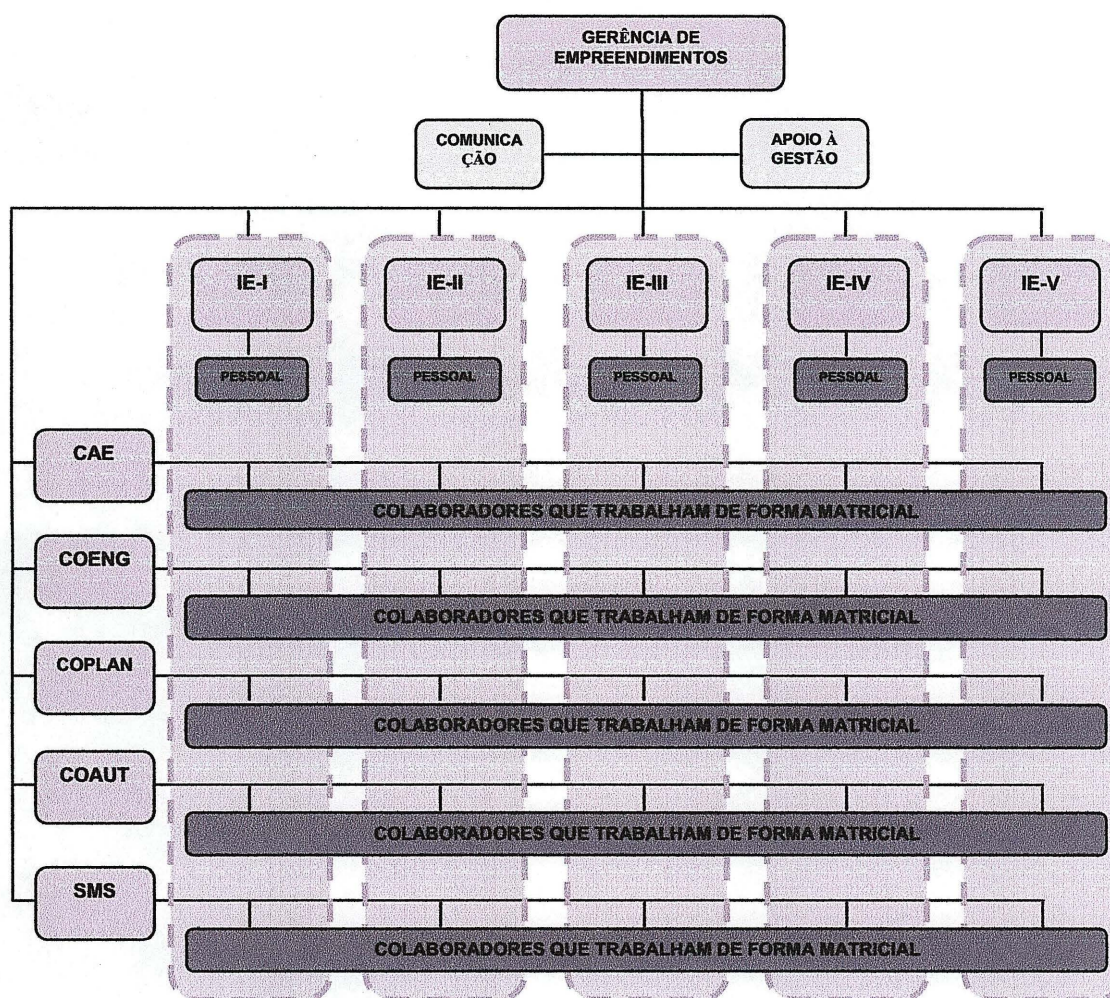 GERÊNCIA DE
EMPREENDIMENTOS
COMUNICA
ÇÃO
APOIO À
GESTÃO
IE-I
IE-II
IE-III
IE-IV
IE-V
PESSOAL
PESSOAL
PESSOAL
PESSOAL
PESSOAL
CAE
COLABORADORES QUE TRABALHAM DE FORMA MATRICIAL
COENG
COLABORADORES QUE TRABALHAM DE FORMA MATRICIAL
COPLAN
COLABORADORES QUE TRABALHAM DE FORMA MATRICIAL
COAUT
COLABORADORES QUE TRABALHAM DE FORMA MATRICIAL
SMS
COLABORADORES QUE TRABALHAM DE FORMA MATRICIAL